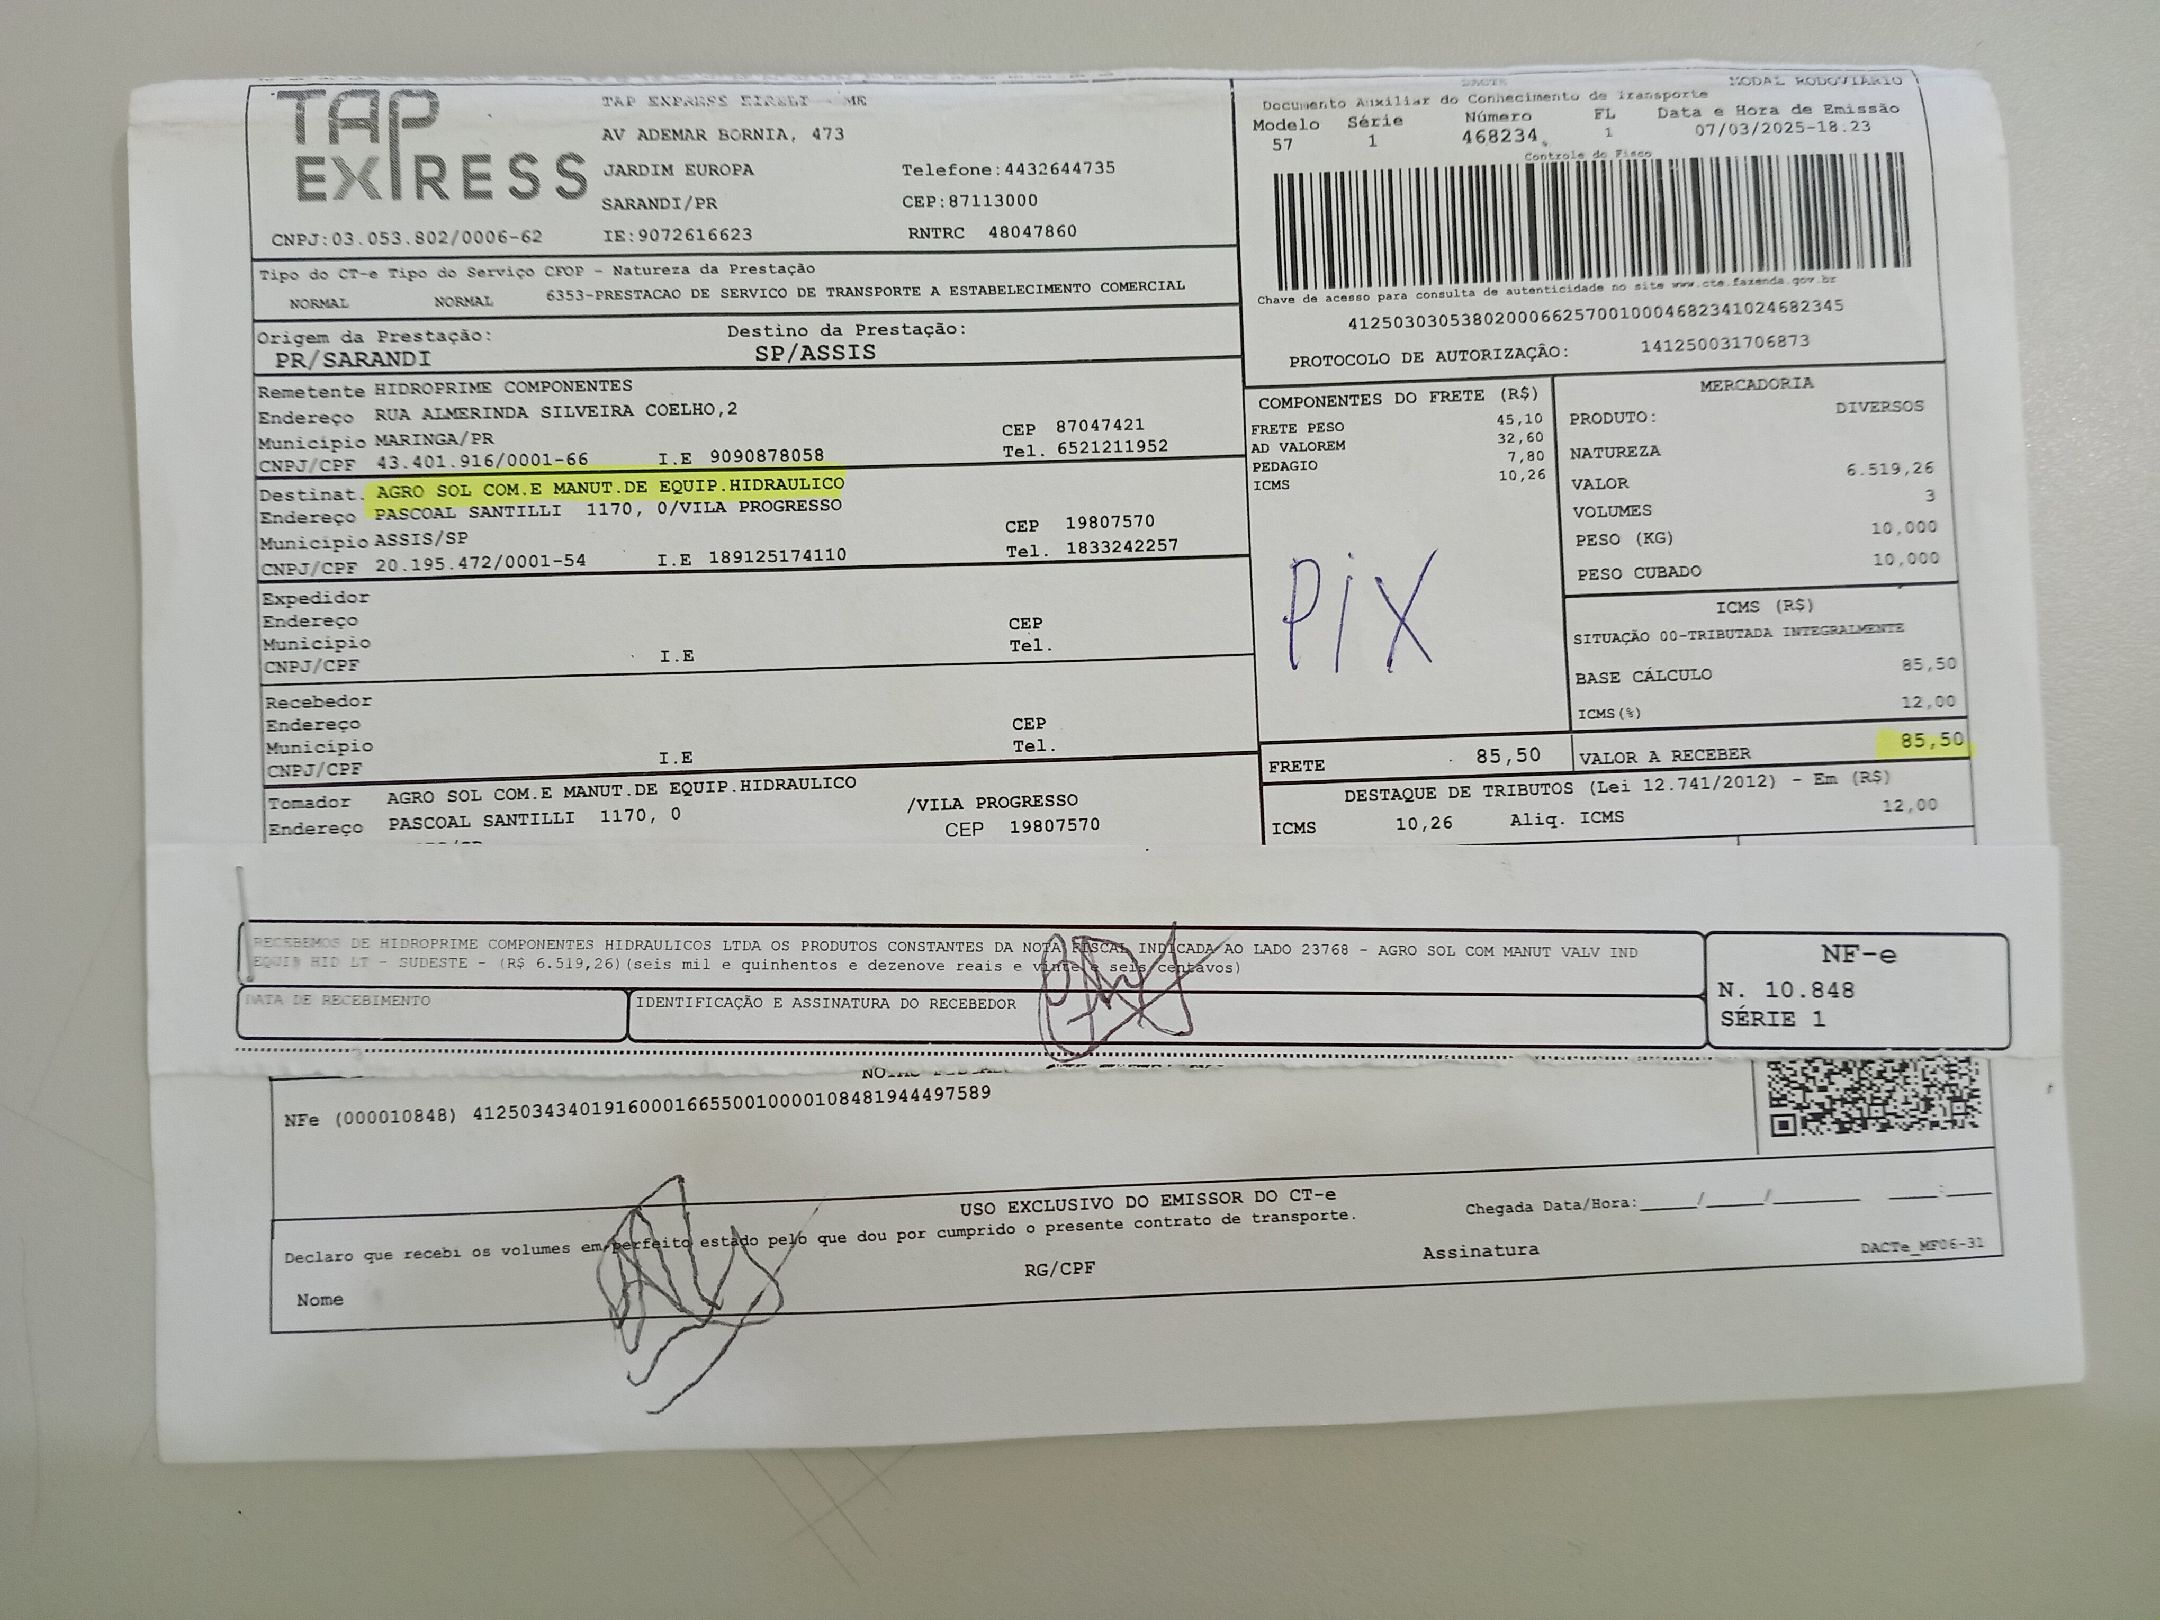 TAP EXPRESS
TAP EXPRESS EIRELI - ME
AV ADEMAR BORNIA, 473
JARDIM EUROPA Telefone:4432644735
SARANDI/PR CEP:87113000
CNPJ:03.053.802/0006-62 IE:9072616623 RNTRC 48047860
DACTE MODAL RODOVIÁRIO
Documento Auxiliar do Conhecimento de Transporte
Modelo Série Número FL Data e Hora de Emissão
57 1 468234 1 07/03/2025-18.23
Controle do Fisco
Chave de acesso para consulta de autenticidade no site www.cte.fazenda.gov.br
41250303053802000662570010004682341024682345
PROTOCOLO DE AUTORIZAÇÃO: 141250031706873
Tipo do CT-e Tipo do Serviço CFOP - Natureza da Prestação
NORMAL NORMAL 6353-PRESTACAO DE SERVICO DE TRANSPORTE A ESTABELECIMENTO COMERCIAL
Origem da Prestação: Destino da Prestação:
PR/SARANDI SP/ASSIS
Remetente HIDROPRIME COMPONENTES
Endereço RUA ALMERINDA SILVEIRA COELHO,2
Município MARINGA/PR CEP 87047421
CNPJ/CPF 43.401.916/0001-66 I.E 9090878058 Tel. 6521211952
Destinat. AGRO SOL COM.E MANUT.DE EQUIP.HIDRAULICO
Endereço PASCOAL SANTILLI 1170, 0/VILA PROGRESSO
Município ASSIS/SP CEP 19807570
CNPJ/CPF 20.195.472/0001-54 I.E 189125174110 Tel. 1833242257
Expedidor
Endereço
Município CEP
CNPJ/CPF I.E Tel.
Recebedor
Endereço
Município CEP
CNPJ/CPF I.E Tel.
Tomador AGRO SOL COM.E MANUT.DE EQUIP.HIDRAULICO
Endereço PASCOAL SANTILLI 1170, 0 /VILA PROGRESSO
CEP 19807570
COMPONENTES DO FRETE (R$)
FRETE PESO 45,10
AD VALOREM 32,60
PEDAGIO 7,80
ICMS 10,26
PIX
MERCADORIA
PRODUTO: DIVERSOS
NATUREZA
VALOR 6.519,26
VOLUMES 3
PESO (KG) 10,000
PESO CUBADO 10,000
ICMS (R$)
SITUAÇÃO 00-TRIBUTADA INTEGRALMENTE
BASE CÁLCULO 85,50
ICMS(%) 12,00
FRETE 85,50 VALOR A RECEBER 85,50
DESTAQUE DE TRIBUTOS (Lei 12.741/2012) - Em (R$)
ICMS 10,26 Aliq. ICMS 12,00
RECEBEMOS DE HIDROPRIME COMPONENTES HIDRAULICOS LTDA OS PRODUTOS CONSTANTES DA NOTA FISCAL INDICADA AO LADO 23768 - AGRO SOL COM MANUT VALV IND
EQUIP HID LT - SUDESTE - (R$ 6.519,26)(seis mil e quinhentos e dezenove reais e vinte e seis centavos)
DATA DE RECEBIMENTO IDENTIFICAÇÃO E ASSINATURA DO RECEBEDOR
NF-e
N. 10.848
SÉRIE 1
NFe (000010848) 41250343401916000166550010000108481944497589
USO EXCLUSIVO DO EMISSOR DO CT-e
Declaro que recebi os volumes em perfeito estado pelo que dou por cumprido o presente contrato de transporte.
Chegada Data/Hora:____/____/______ ____:____
Nome RG/CPF Assinatura DACTe_MF06-31